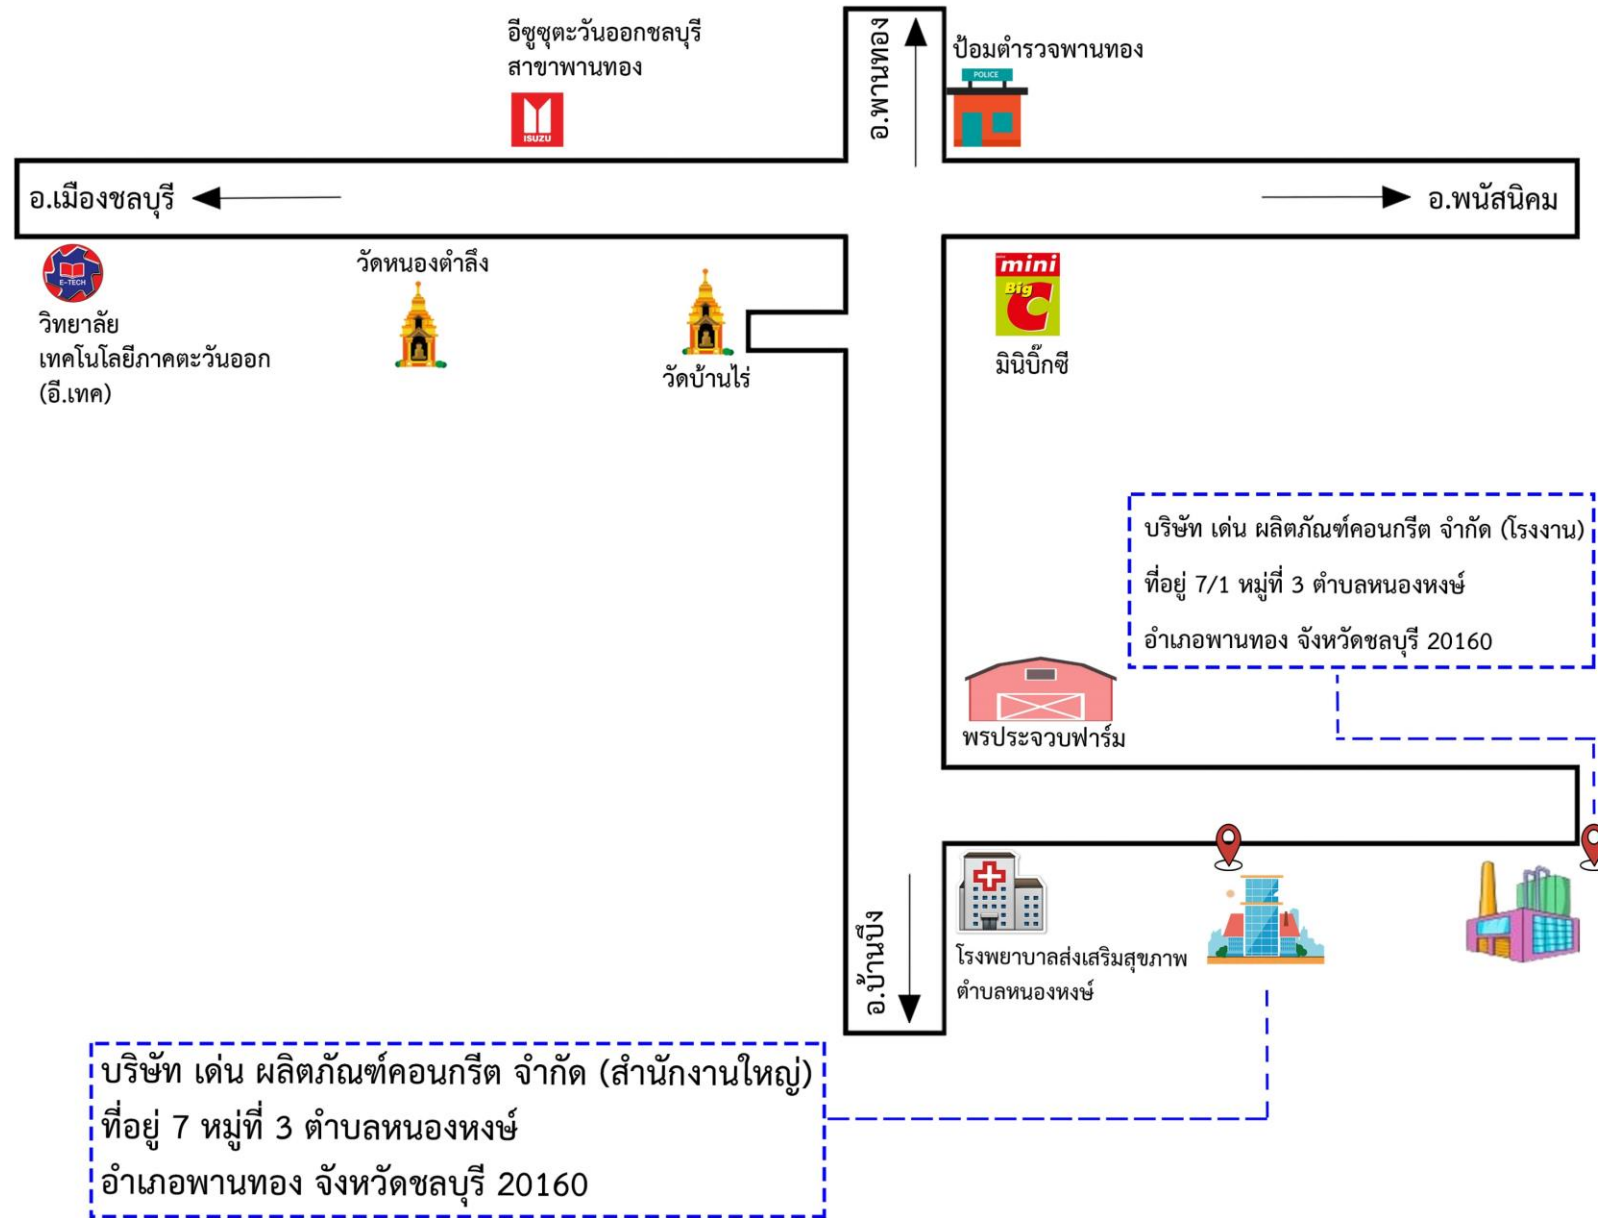 อีซูซุตะวันออกชลบุรี
สาขาพานทอง
ISUZU
อ.พานทอง
ป้อมตำรวจพานทอง
POLICE
อ.เมืองชลบุรี
อ.พนัสนิคม
E-TECH
วิทยาลัย
เทคโนโลยีภาคตะวันออก
(อี.เทค)
วัดหนองตำลึง
วัดบ้านไร่
mini
Big
C
มินิบิ๊กซี
บริษัท เด่น ผลิตภัณฑ์คอนกรีต จำกัด (โรงงาน)
ที่อยู่ 7/1 หมู่ที่ 3 ตำบลหนองหงษ์
อำเภอพานทอง จังหวัดชลบุรี 20160
พรประจวบฟาร์ม
อ.บ้านบึง
โรงพยาบาลส่งเสริมสุขภาพ
ตำบลหนองหงษ์
บริษัท เด่น ผลิตภัณฑ์คอนกรีต จำกัด (สำนักงานใหญ่)
ที่อยู่ 7 หมู่ที่ 3 ตำบลหนองหงษ์
อำเภอพานทอง จังหวัดชลบุรี 20160